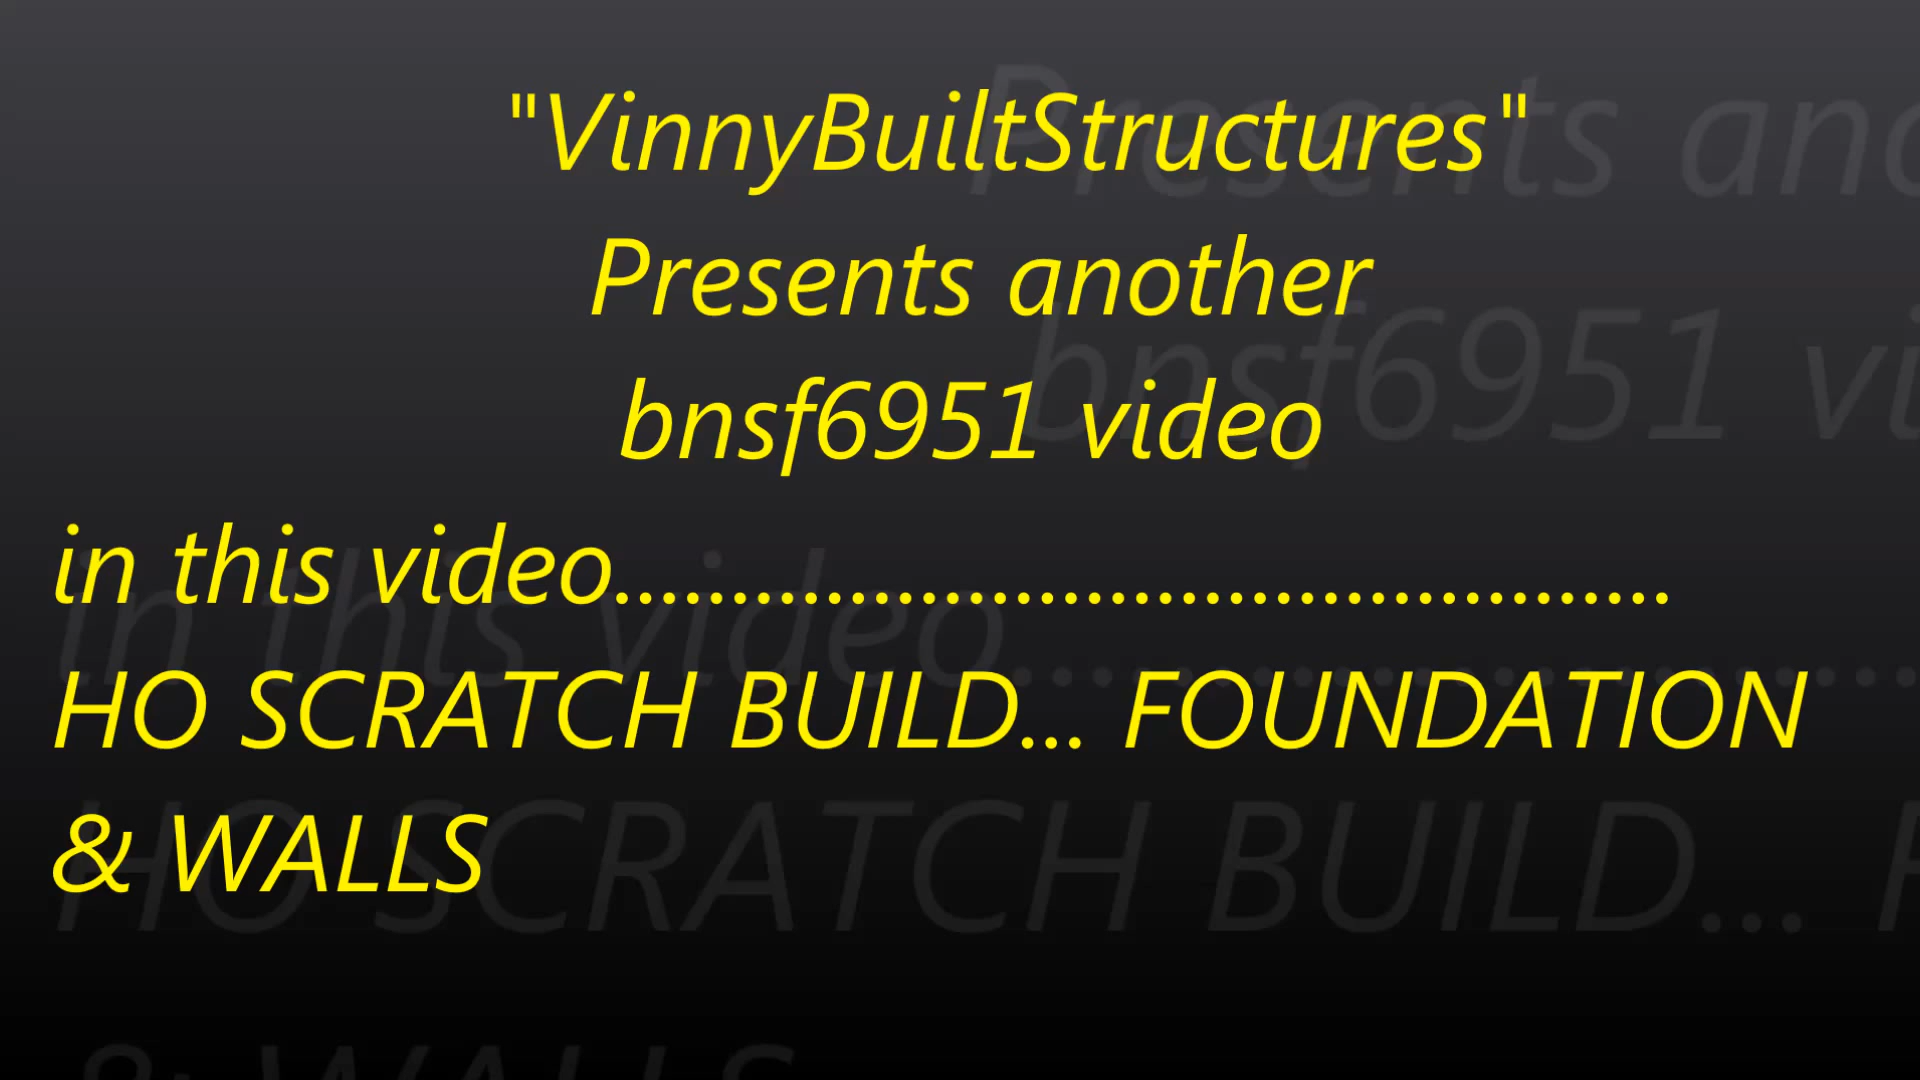 "VinnyBuiltStructures"
Presents another
bnsf6951 video
in this video.............................................
HO SCRATCH BUILD... FOUNDATION
& WALLS